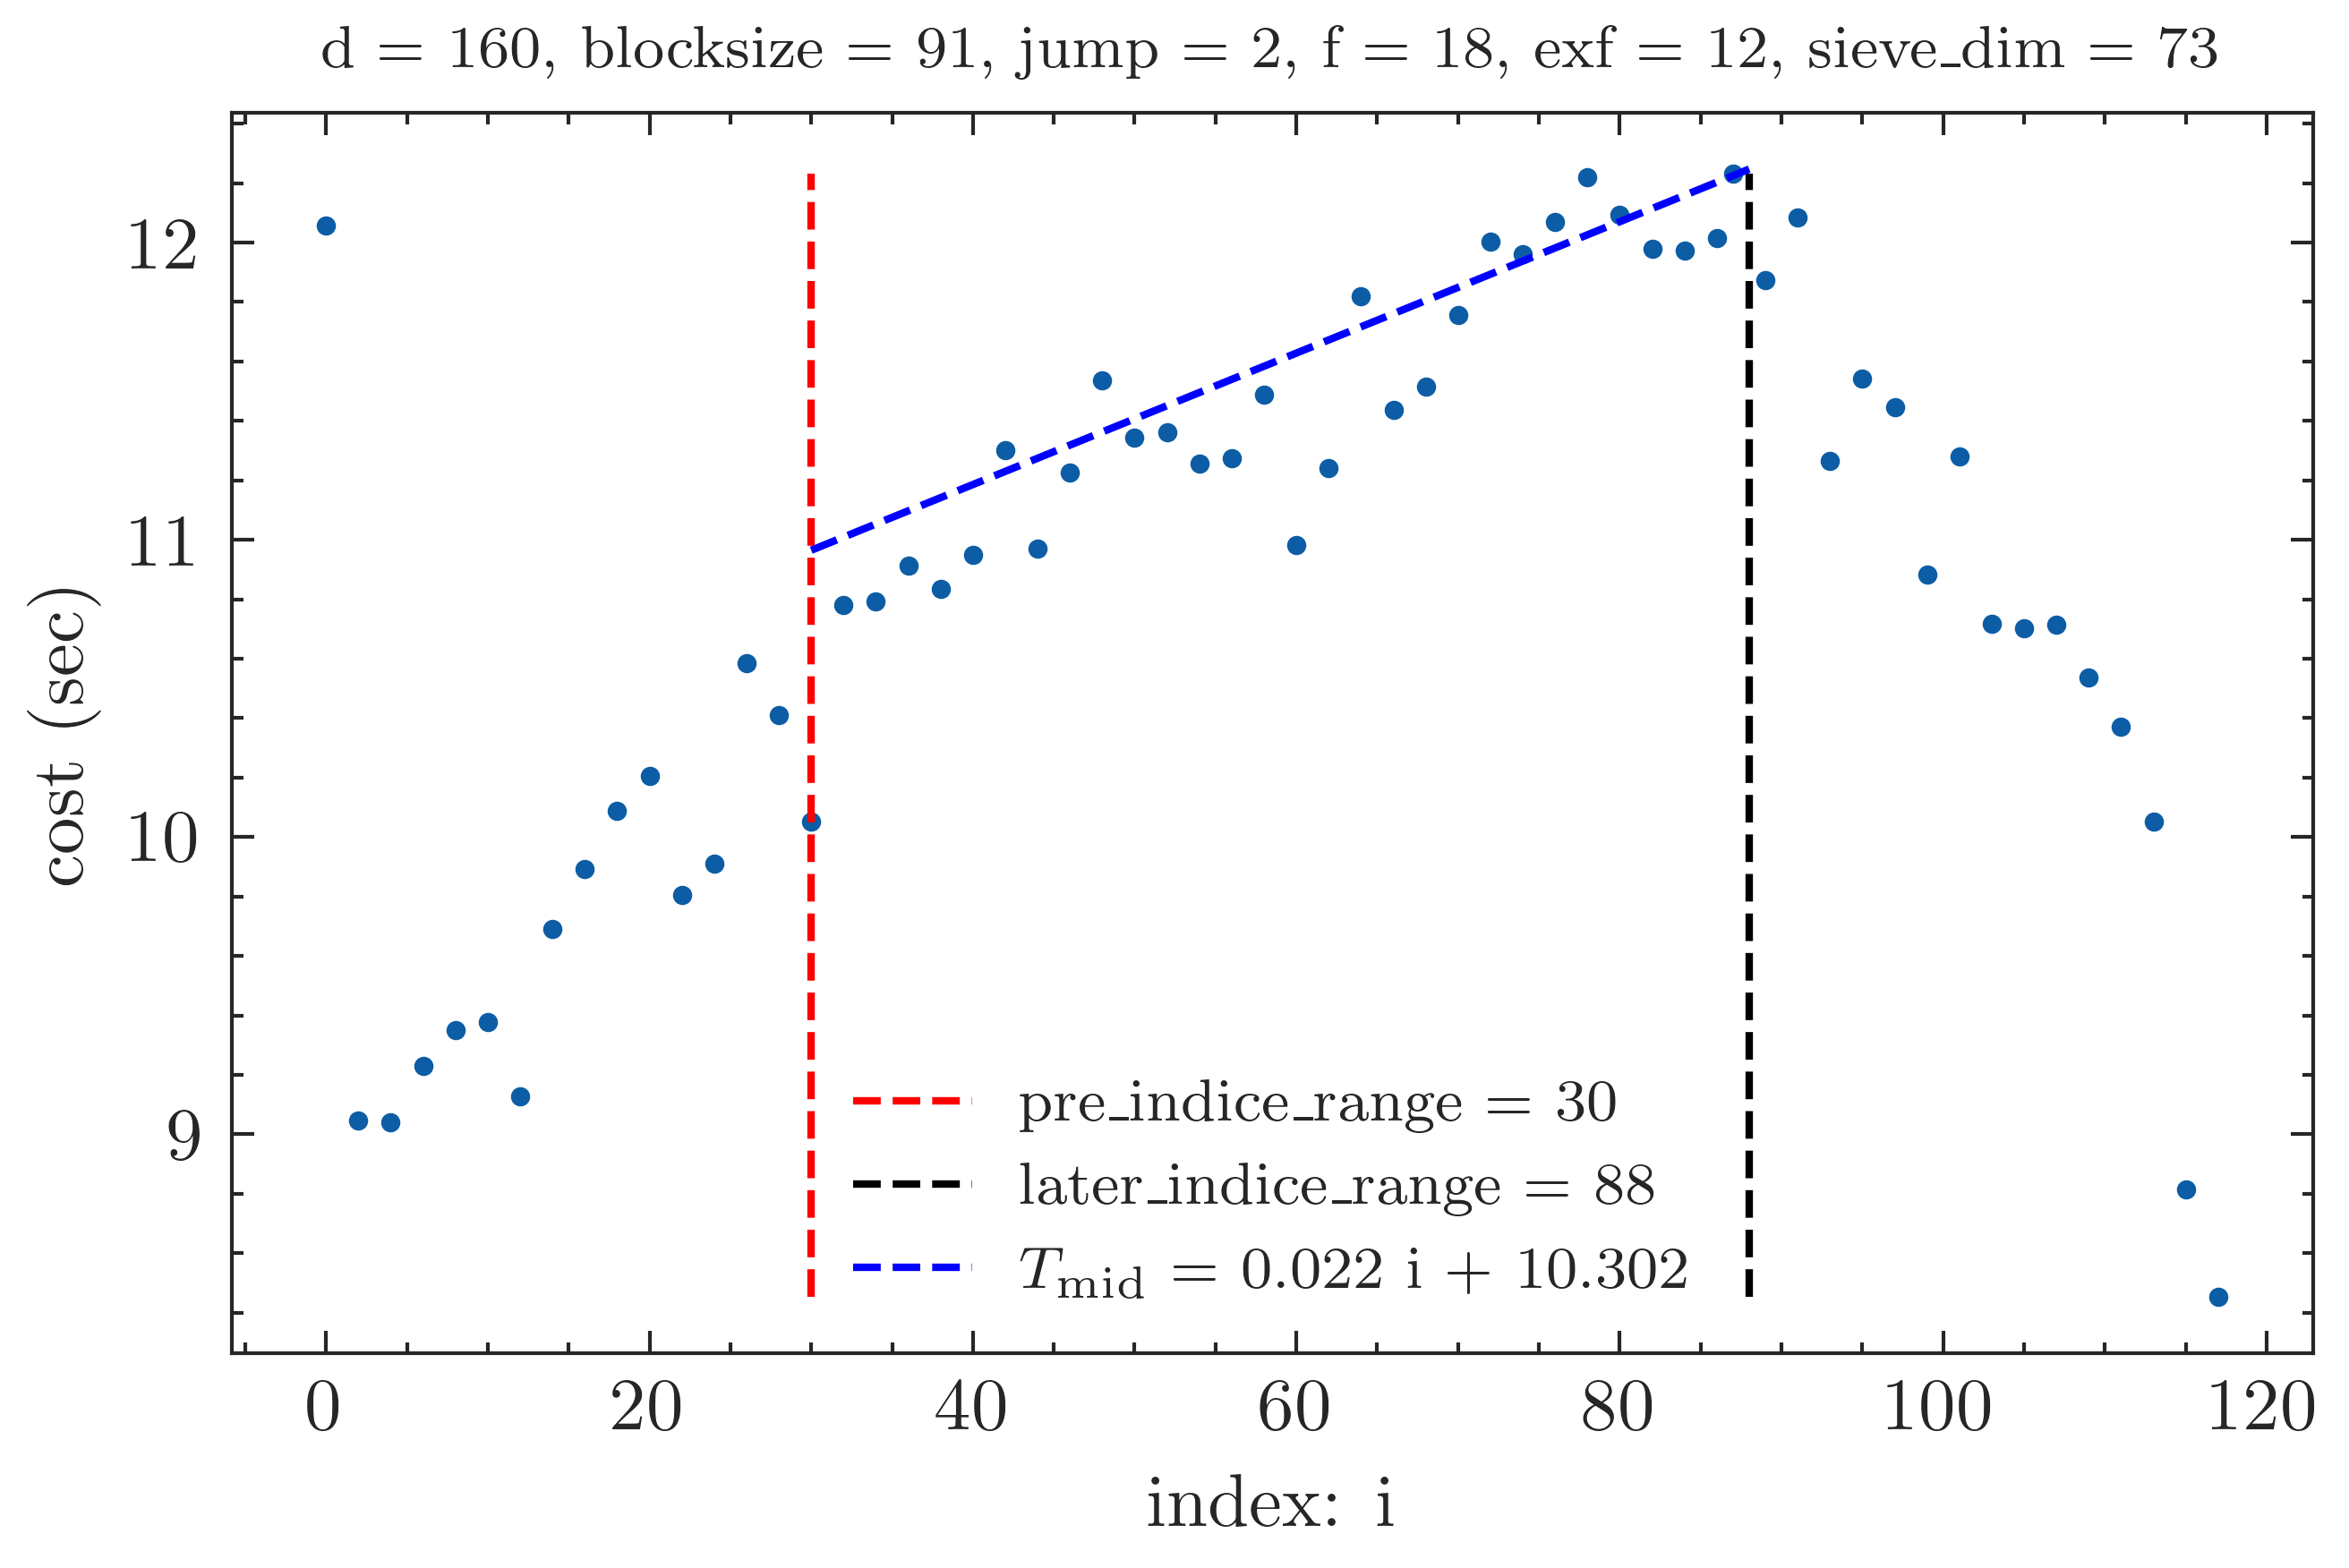 d = 160, blocksize = 91, jump = 2, f = 18, exf = 12, sieve_dim = 73
12
11
10
9
cost (sec)
pre_indice_range = 30
later_indice_range = 88
T_mid = 0.022 i + 10.302
0 20 40 60 80 100 120
index: i